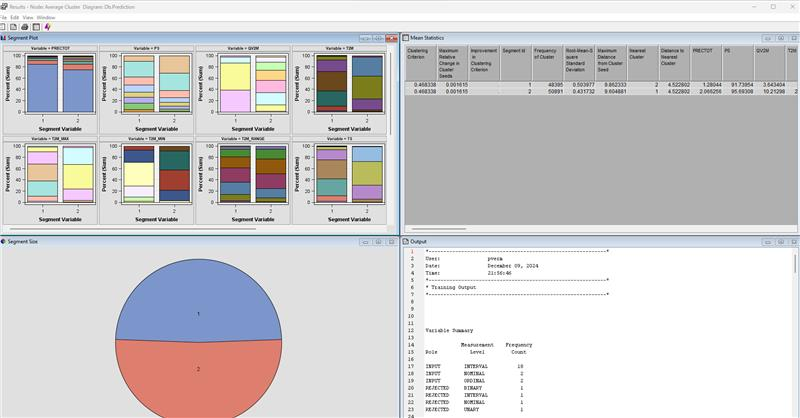 Results - Node: Average Cluster Diagram: Db.Prediction
File Edit View Window
Segment Plot
Variable = PRECTOT
Variable = PS
Variable = QV2M
Variable = T2M
Percent (Sum)
100
80
60
40
20
0
1 2
Segment Variable
Percent (Sum)
100
80
60
40
20
0
1 2
Segment Variable
Percent (Sum)
100
80
60
40
20
0
1 2
Segment Variable
Percent (Sum)
100
80
60
40
20
0
1 2
Segment Variable
Variable = T2M_MAX
Variable = T2M_MIN
Variable = T2M_RANGE
Variable = TS
Percent (Sum)
100
80
60
40
20
0
1 2
Segment Variable
Percent (Sum)
100
80
60
40
20
0
1 2
Segment Variable
Percent (Sum)
100
80
60
40
20
0
1 2
Segment Variable
Percent (Sum)
100
80
60
40
20
0
1 2
Segment Variable
Mean Statistics
Clustering Criterion
Maximum Relative Change in Cluster Seeds
Improvement in Clustering Criterion
Segment Id
Frequency of Cluster
Root-Mean-Square Standard Deviation
Maximum Distance from Cluster Seed
Nearest Cluster
Distance to Nearest Cluster
PRECTOT
PS
QV2M
T2M
0.468338 0.001615 . 1 48395 0.503977 9.862333 2 4.522802 1.28044 91.73954 3.643404
0.468338 0.001615 . 2 50891 0.431732 9.604881 1 4.522802 2.066256 95.69308 10.21298 2
Segment Size
1
2
Output
1 *------------------------------------------------------------*
2 User: pverm
3 Date: December 09, 2024
4 Time: 21:56:46
5 *------------------------------------------------------------*
6 * Training Output
7 *------------------------------------------------------------*
8
9
10
11
12 Variable Summary
13
14 Measurement Frequency
15 Role Level Count
16
17 INPUT INTERVAL 18
18 INPUT NOMINAL 2
19 INPUT ORDINAL 2
20 REJECTED BINARY 1
21 REJECTED INTERVAL 1
22 REJECTED NOMINAL 1
23 REJECTED UNARY 1